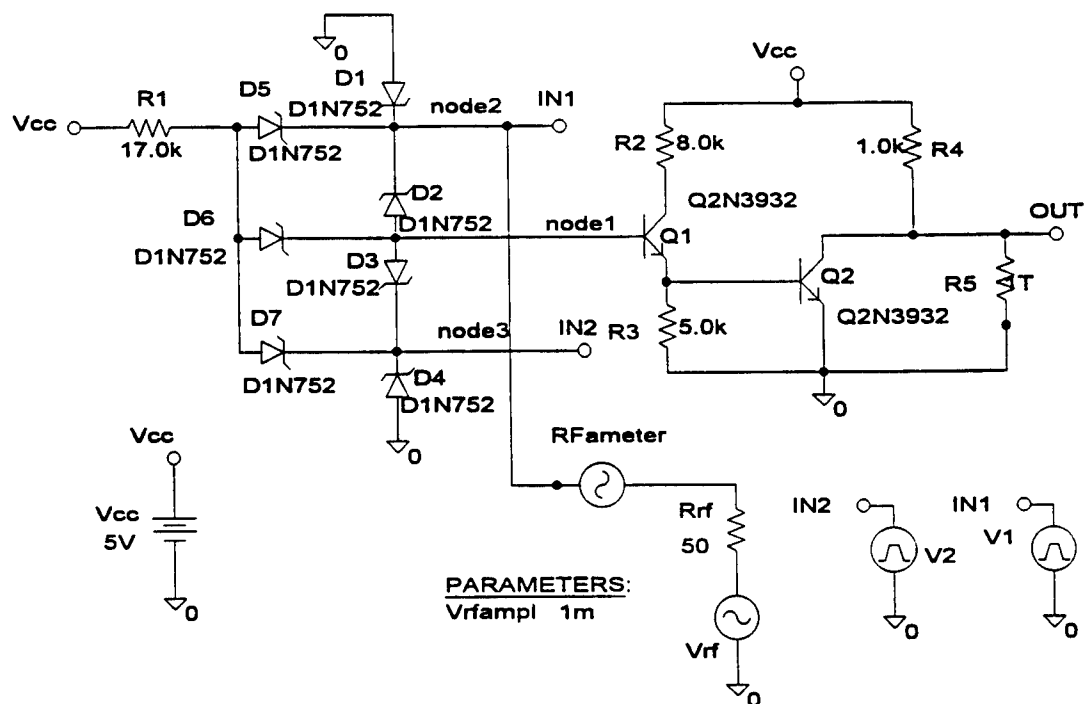 0
Vcc
D1
D5
R1
D1N752
node2
IN1
Vcc
17.0k
D1N752
R2
8.0k
1.0k
R4
D2
Q2N3932
D6
D1N752
node1
OUT
D1N752
D3
Q1
D1N752
Q2
R5
1T
D7
Q2N3932
node3
IN2
R3
5.0k
D1N752
D4
D1N752
0
0
RFameter
Vcc
Vcc
5V
Rrf
50
IN2
V2
IN1
V1
PARAMETERS:
Vrfampl 1m
Vrf
0
0
0
0